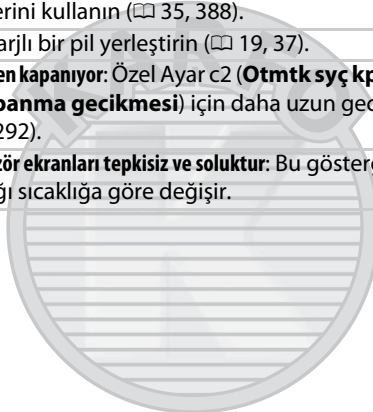 erini kullanın (🕮 35, 388).
arjlı bir pil yerleştirin (🕮 19, 37).
en kapanıyor: Özel Ayar c2 (Otmtk syç kp
panma gecikmesi) için daha uzun gec
292).
zör ekranları tepkisiz ve soluktur: Bu gösterg
ğı sıcaklığa göre değişir.
KARTO